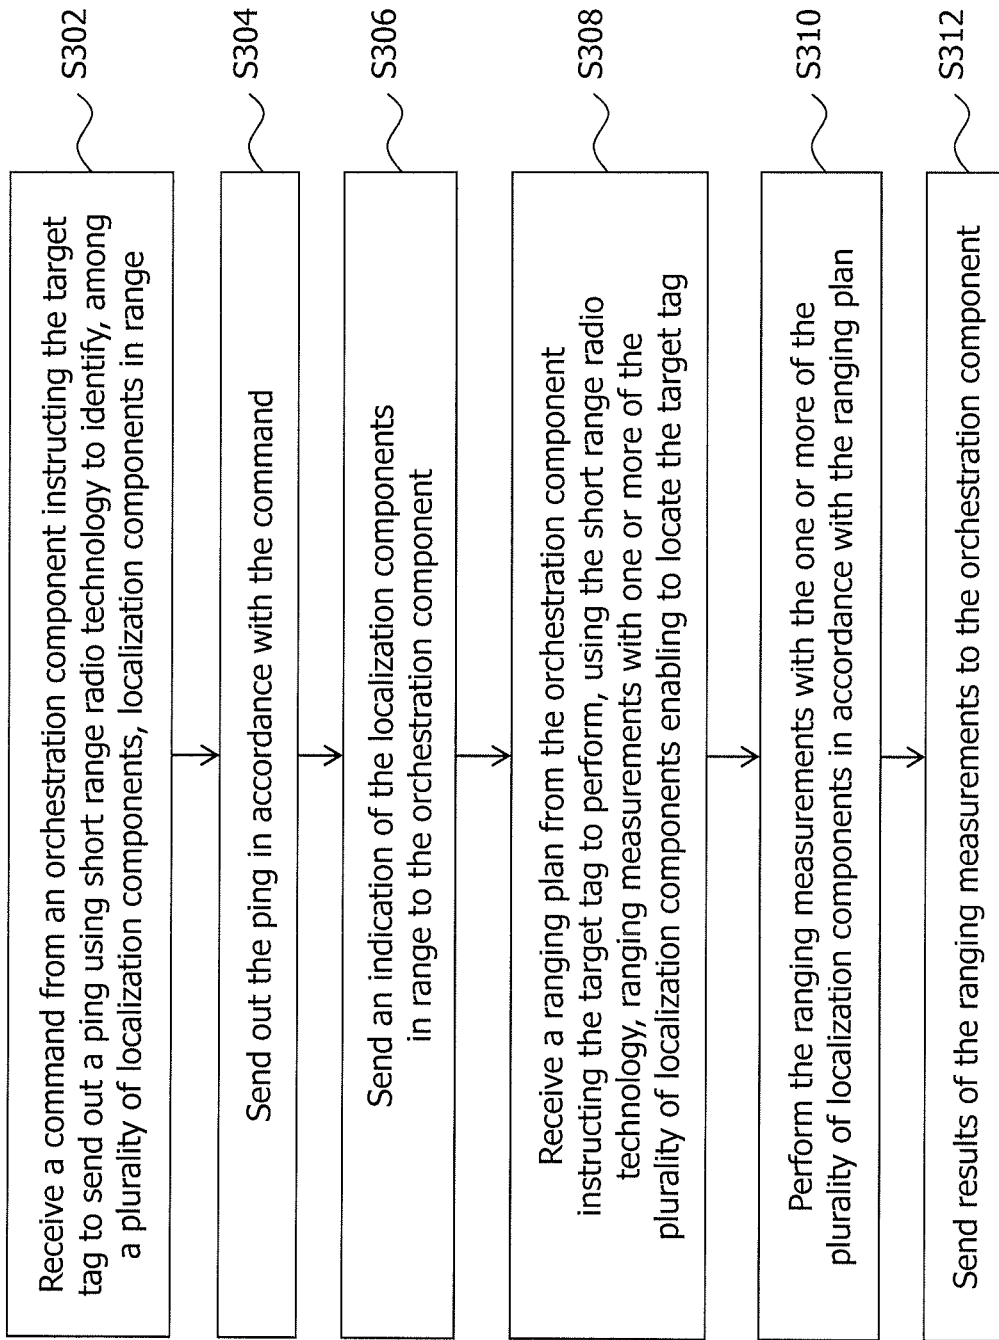 Receive a command from an orchestration component instructing the target
tag to send out a ping using short range radio technology to identify, among
a plurality of localization components, localization components in range
S302
Send out the ping in accordance with the command
S304
Send an indication of the localization components
in range to the orchestration component
S306
Receive a ranging plan from the orchestration component
instructing the target tag to perform, using the short range radio
technology, ranging measurements with one or more of the
plurality of localization components enabling to locate the target tag
S308
Perform the ranging measurements with the one or more of the
plurality of localization components in accordance with the ranging plan
S310
Send results of the ranging measurements to the orchestration component
S312